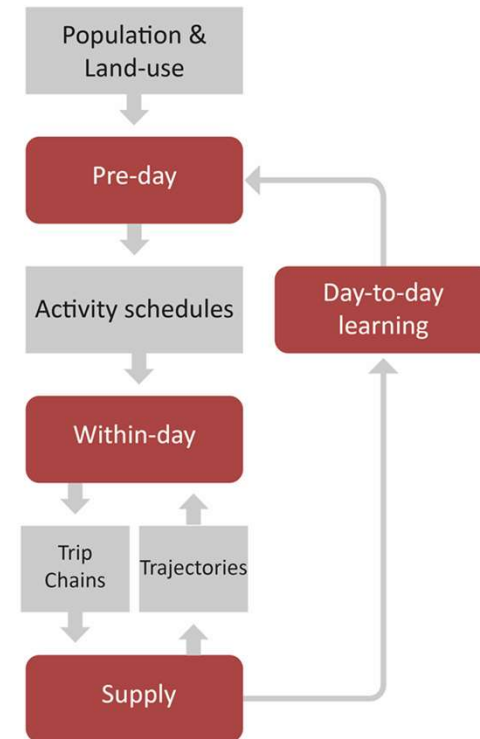 Population &
Land-use
Pre-day
Activity schedules
Day-to-day
learning
Within-day
Trip
Chains
Trajectories
Supply